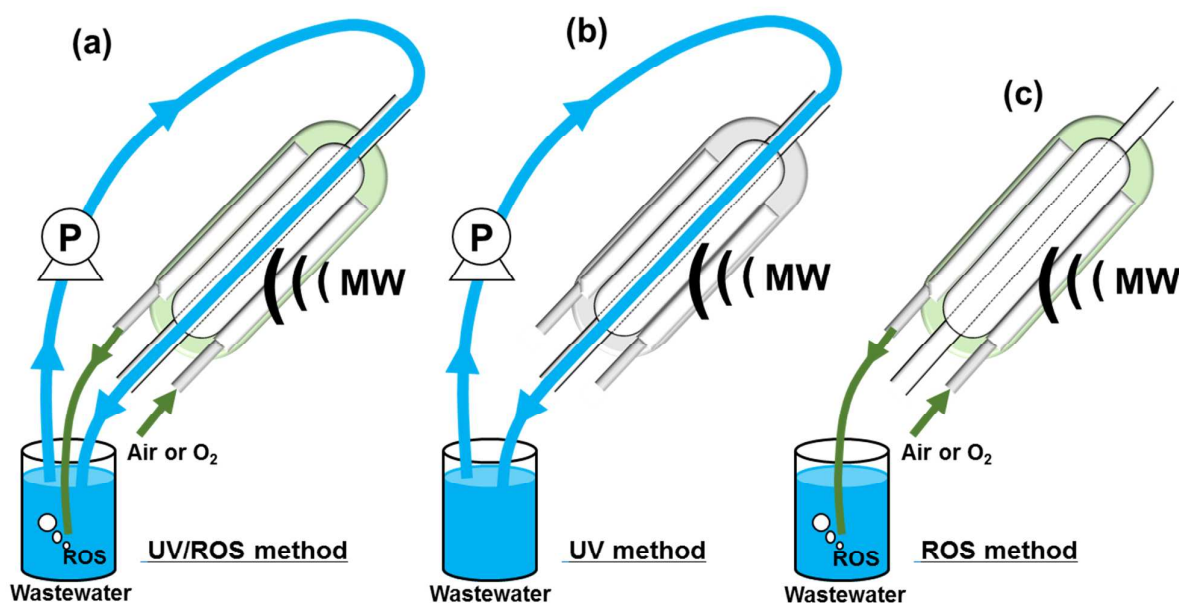 (a)
P
MW
Air or O₂
ROS
UV/ROS method
Wastewater
(b)
P
MW
UV method
Wastewater
(c)
MW
Air or O₂
ROS
ROS method
Wastewater